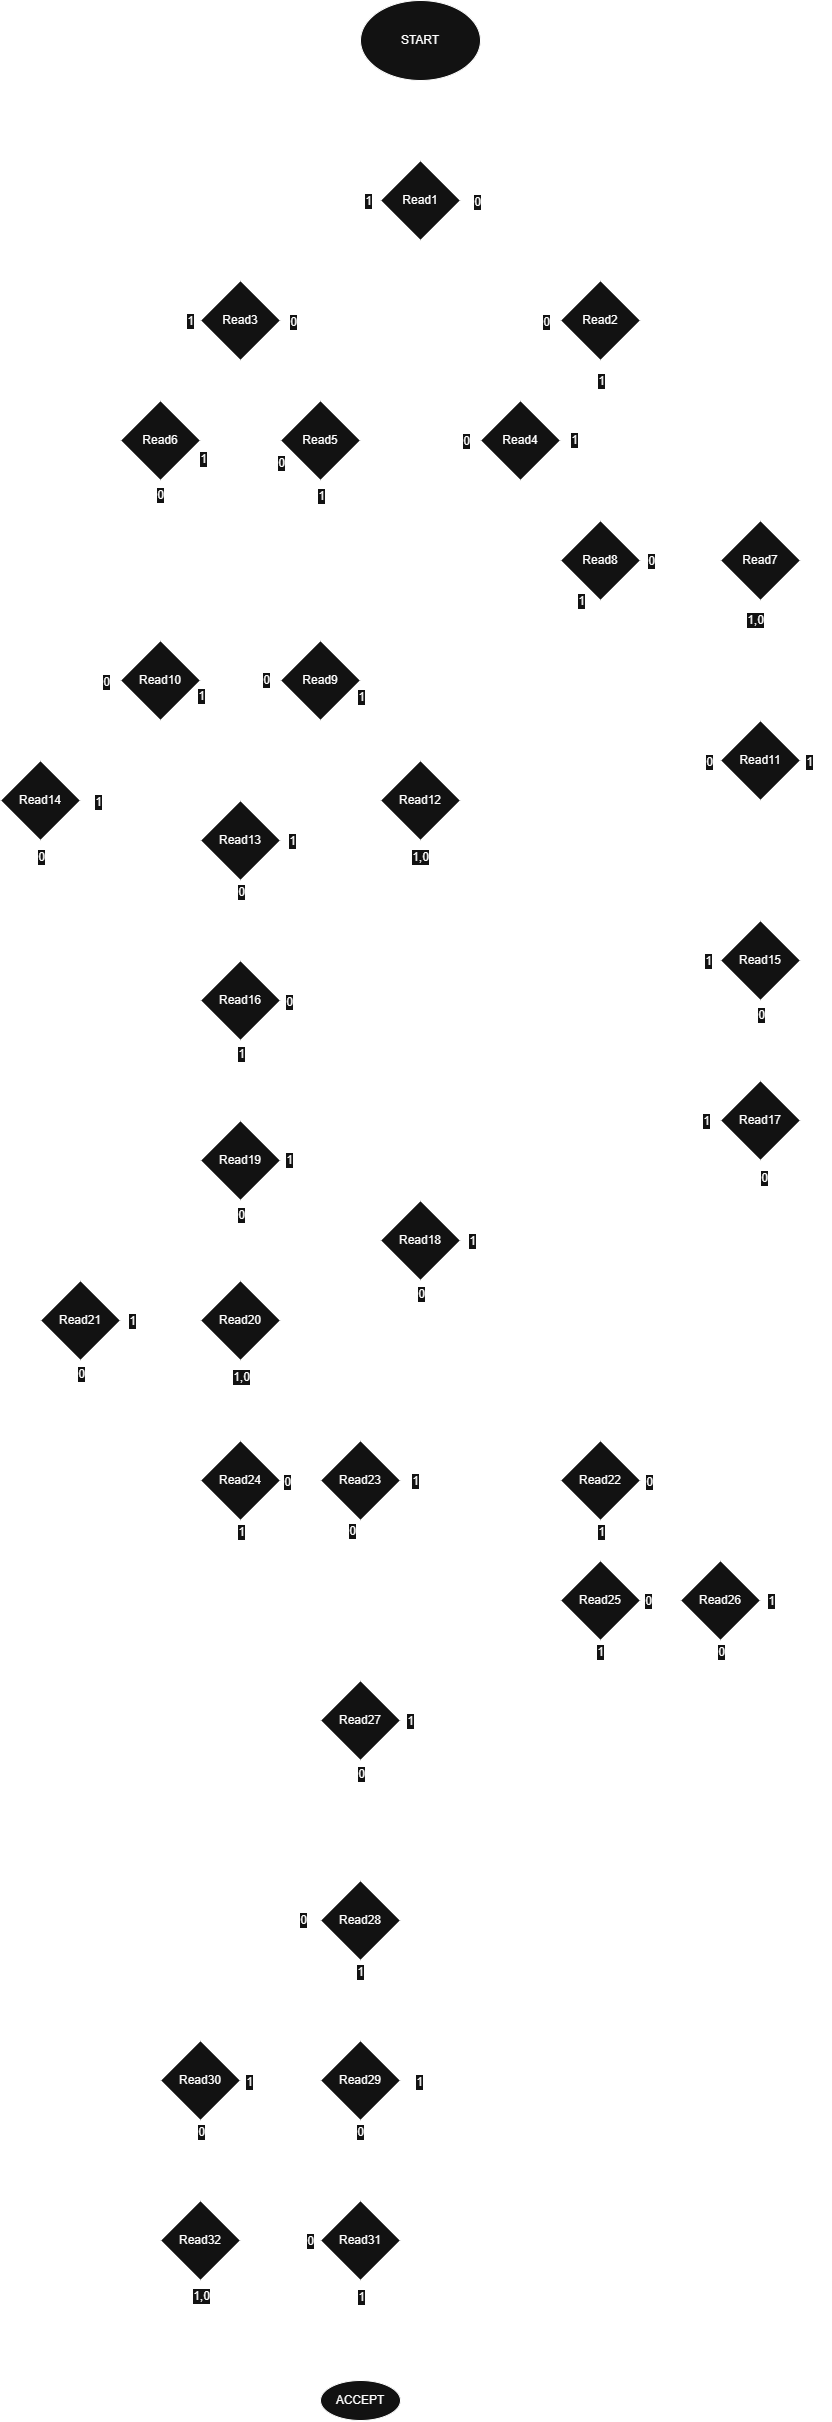 START
1 Read1 0
1 Read3 0
0 Read2
1
Read6
1
0
Read5
0
1
0 Read4 1
Read8 0
1
Read7
1,0
0 Read10
1
0 Read9
1
0 Read11 1
Read14 1
0
Read13 1
0
Read12
1,0
1 Read15
0
Read16 0
1
1 Read17
0
Read19 1
0
Read18 1
0
Read21 1
0
Read20
1,0
Read24 0
1
Read23 1
0
Read22 0
1
Read25 0
1
Read26 1
0
Read27 1
0
0 Read28
1
Read30 1
0
Read29 1
0
Read32
1,0
0 Read31
1
ACCEPT